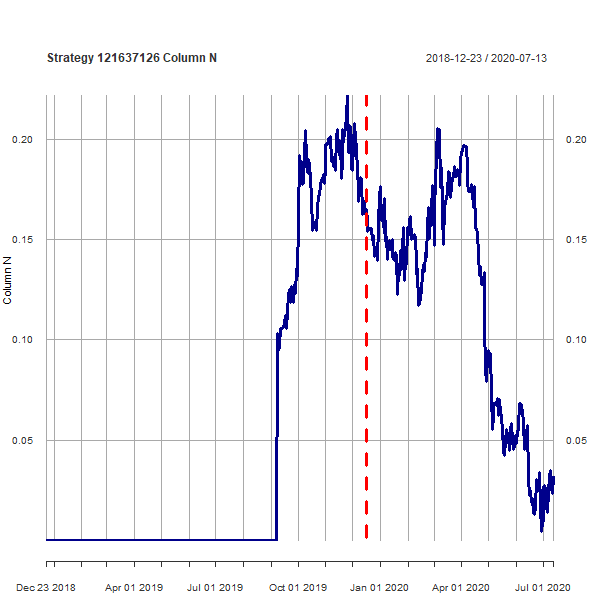 Strategy 121637126 Column N
2018-12-23 / 2020-07-13
0.20
0.20
0.15
0.15
Column N
0.10
0.10
0.05
0.05
Dec 23 2018
Apr 01 2019
Jul 01 2019
Oct 01 2019
Jan 01 2020
Apr 01 2020
Jul 01 2020